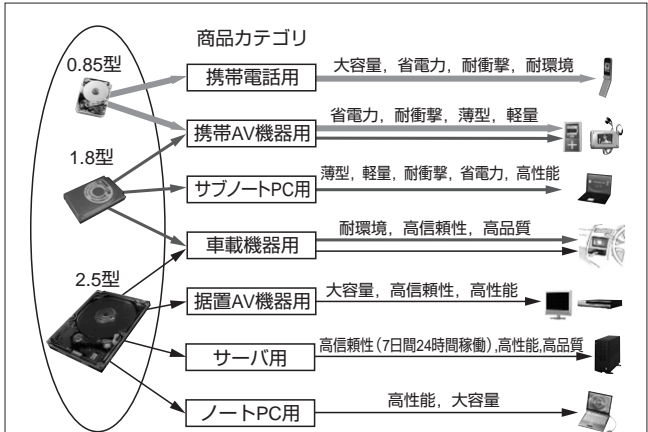 商品カテゴリ
0.85型
携帯電話用
大容量，省電力，耐衝撃，耐環境
携帯AV機器用
省電力，耐衝撃，薄型，軽量
1.8型
サブノートPC用
薄型，軽量，耐衝撃，省電力，高性能
車載機器用
耐環境，高信頼性，高品質
2.5型
据置AV機器用
大容量，高信頼性，高性能
サーバ用
高信頼性(7日間24時間稼働),高性能,高品質
ノートPC用
高性能，大容量